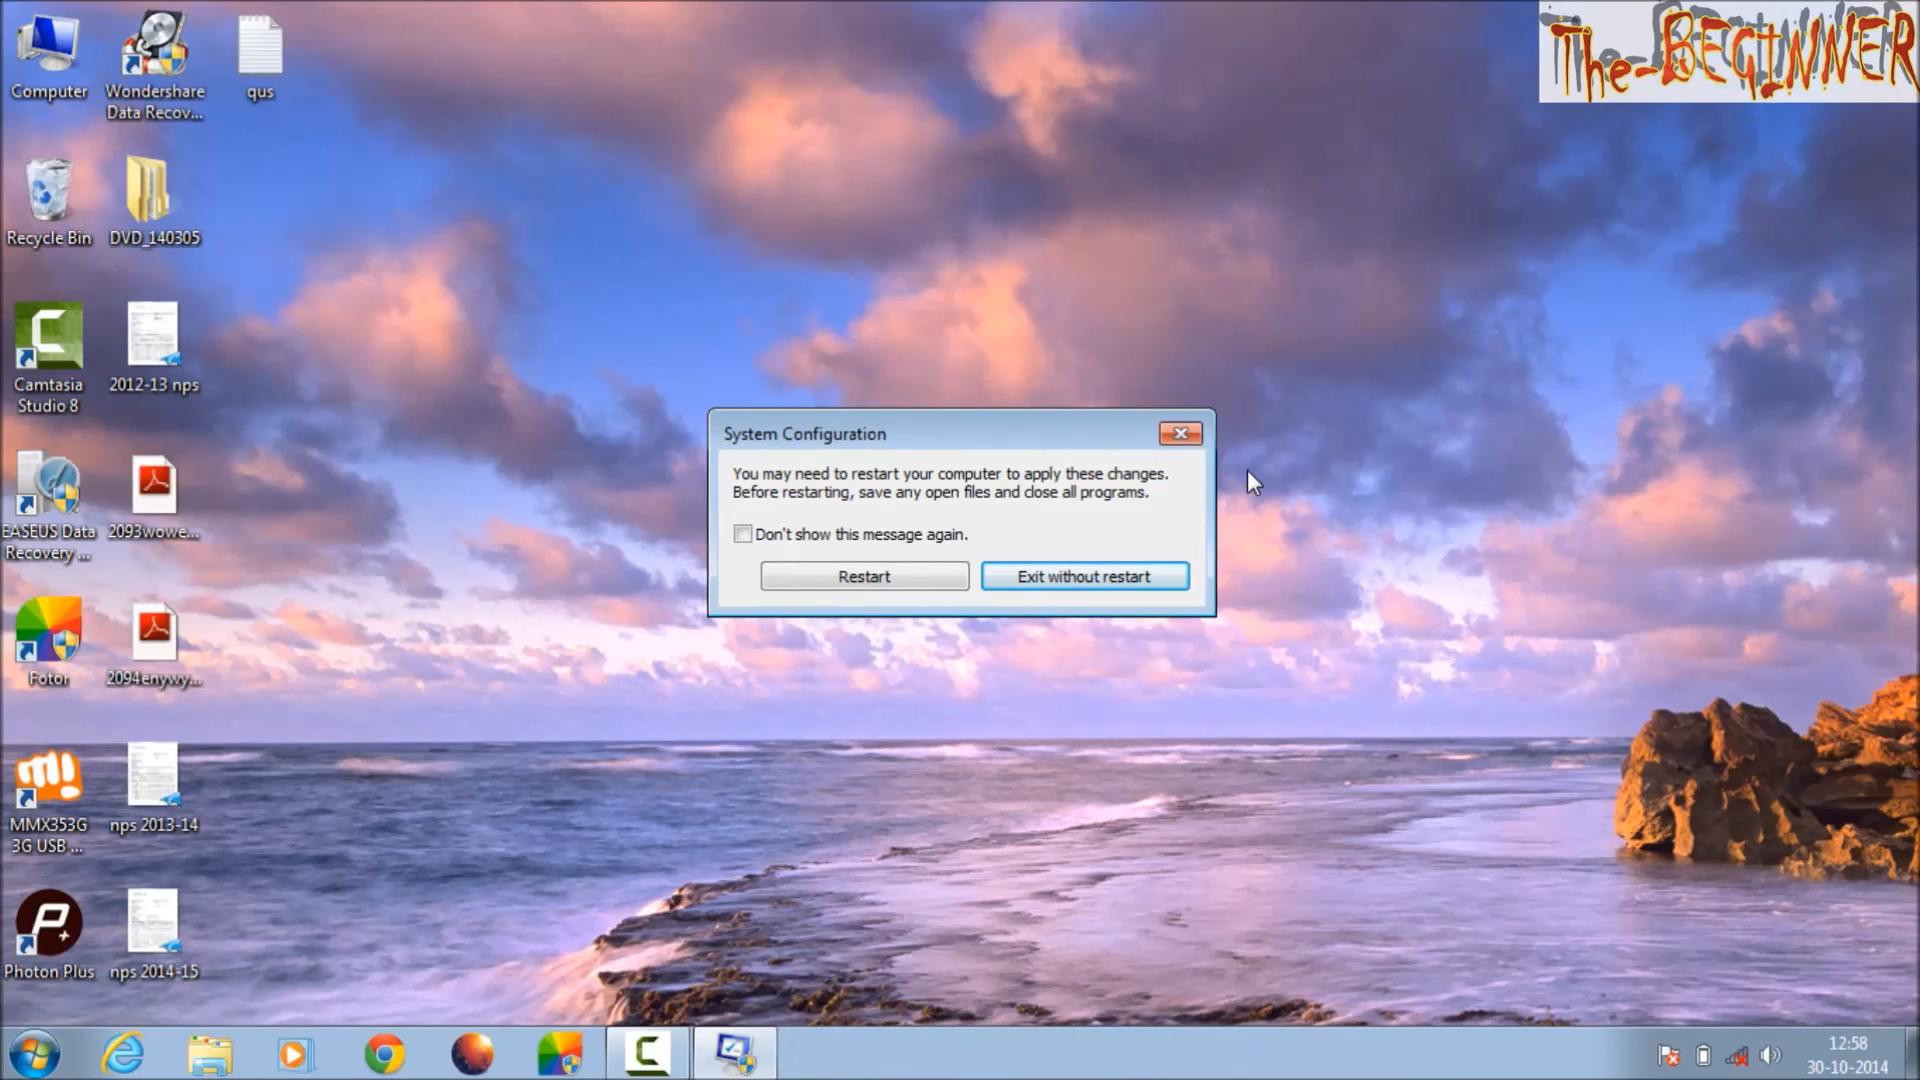 The-BEGINNER
Computer
Wondershare
Data Recov...
qus
Recycle Bin
DVD_140305
Camtasia
Studio 8
2012-13 nps
EASEUS Data
Recovery ...
2093wowe...
Fotor
2094enywy...
MMX353G
3G USB ...
nps 2013-14
Photon Plus
nps 2014-15
System Configuration
You may need to restart your computer to apply these changes.
Before restarting, save any open files and close all programs.
Don't show this message again.
Restart
Exit without restart
12:58
30-10-2014